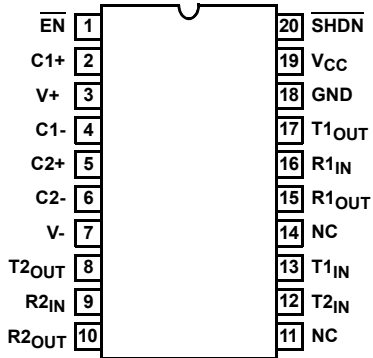 EN 1 20 SHDN
C1+ 2 19 VCC
V+ 3 18 GND
C1- 4 17 T1OUT
C2+ 5 16 R1IN
C2- 6 15 R1OUT
V- 7 14 NC
T2OUT 8 13 T1IN
R2IN 9 12 T2IN
R2OUT 10 11 NC